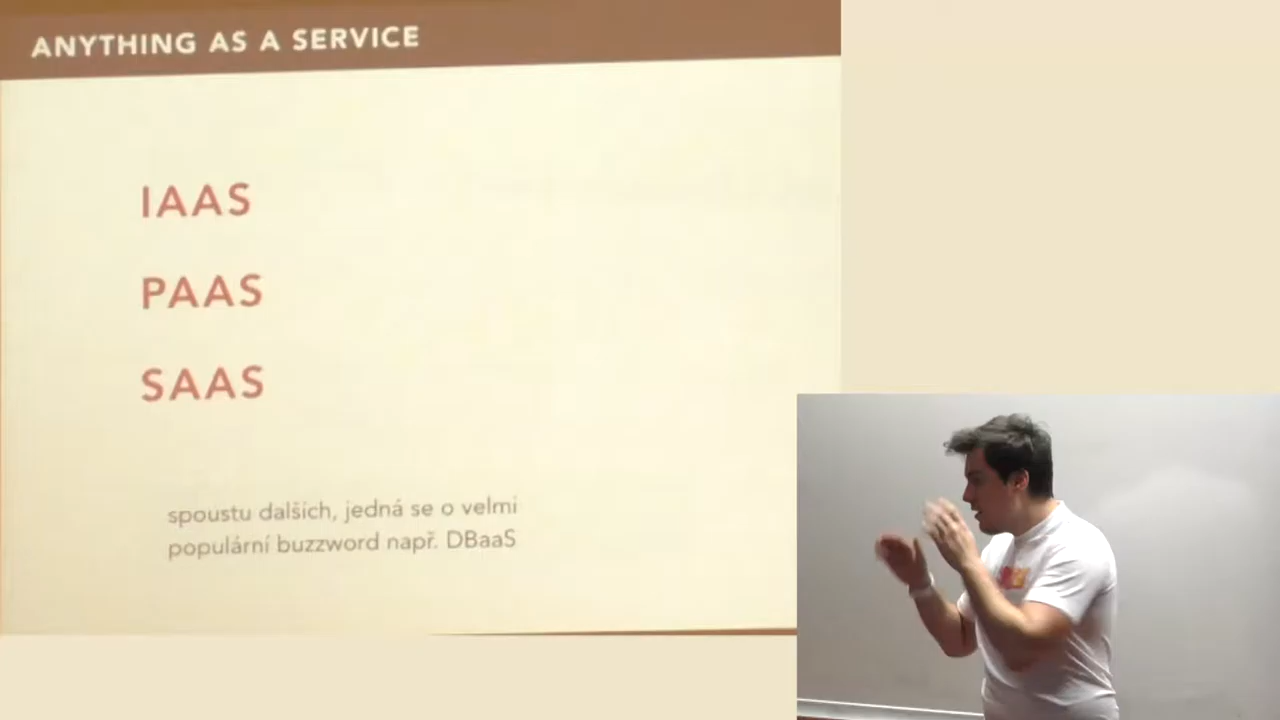 ANYTHING AS A SERVICE
IAAS
PAAS
SAAS
spoustu dalších, jedná se o velmi
populární buzzword např. DBaaS